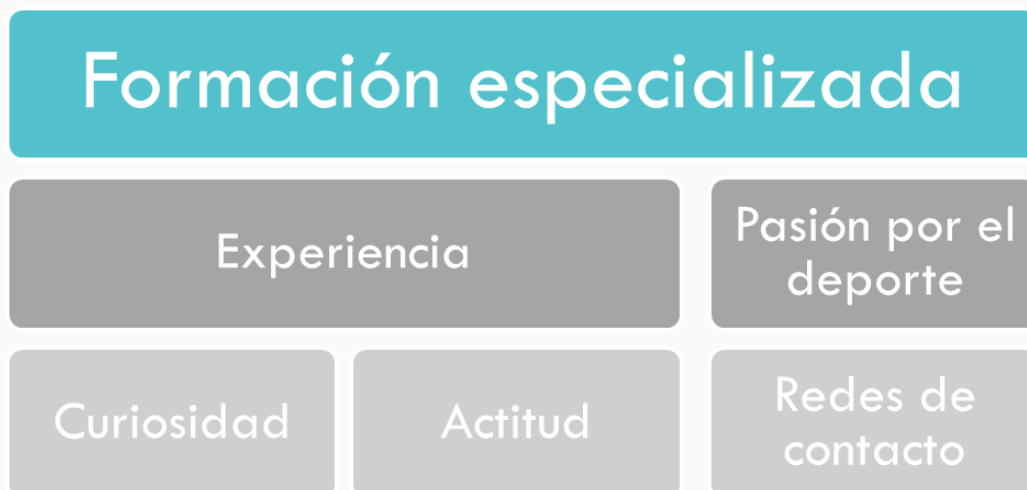 Formación especializada
Experiencia
Pasión por el
deporte
Curiosidad
Actitud
Redes de
contacto